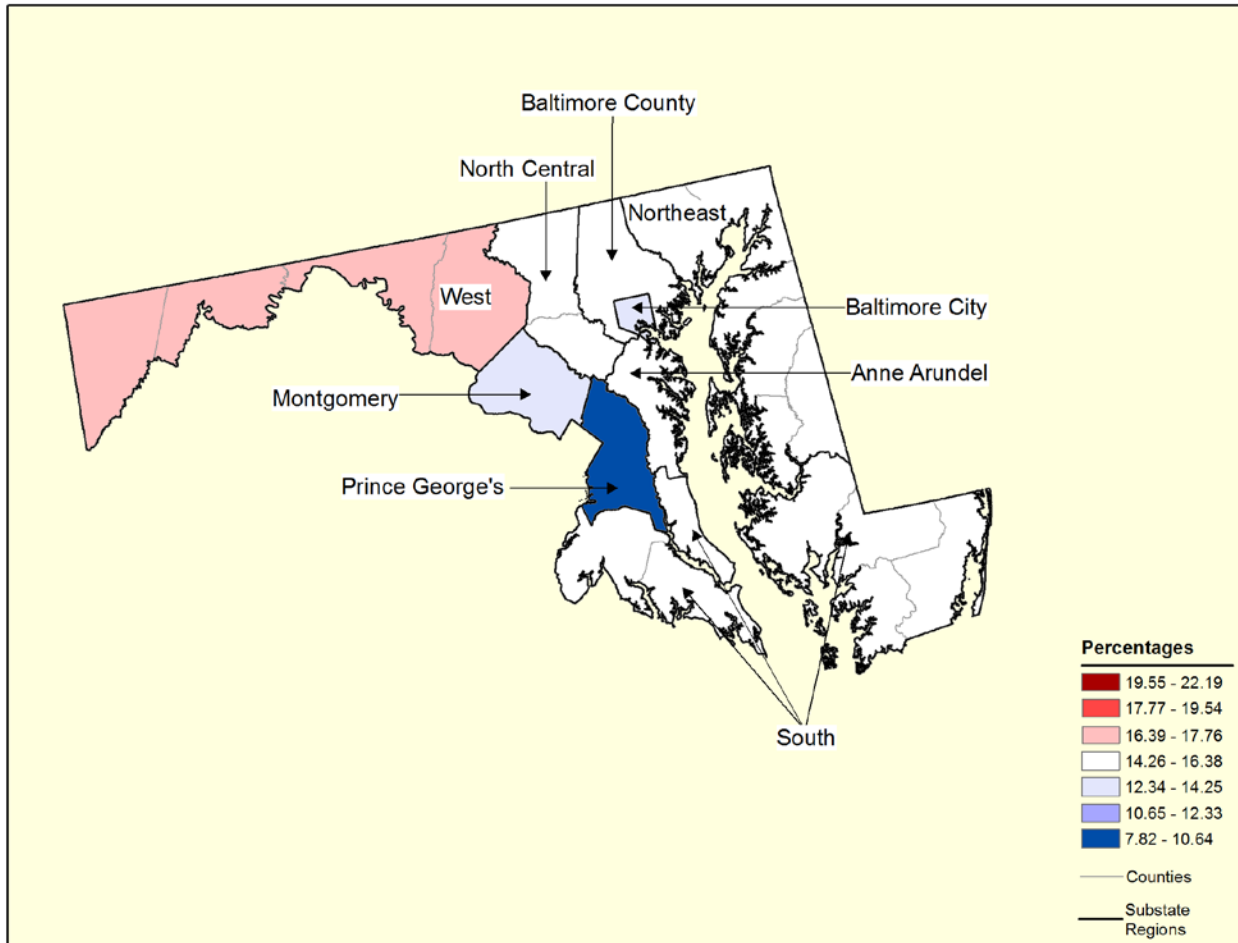 Baltimore County
North Central
Northeast
West
Baltimore City
Anne Arundel
Montgomery
Prince George's
South
Percentages
19.55 - 22.19
17.77 - 19.54
16.39 - 17.76
14.26 - 16.38
12.34 - 14.25
10.65 - 12.33
7.82 - 10.64
Counties
Substate
Regions